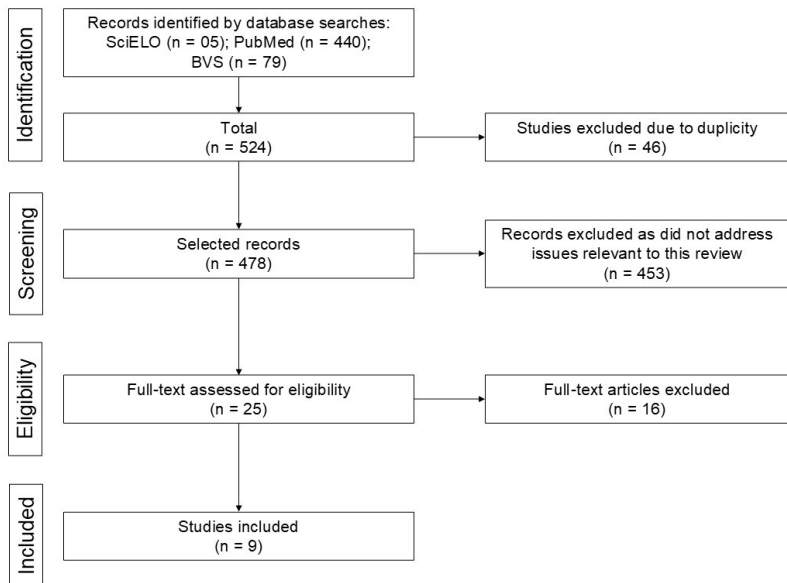 Identification
Records identified by database searches:
SciELO (n = 05); PubMed (n = 440);
BVS (n = 79)
Total
(n = 524)
Studies excluded due to duplicity
(n = 46)
Screening
Selected records
(n = 478)
Records excluded as did not address
issues relevant to this review
(n = 453)
Eligibility
Full-text assessed for eligibility
(n = 25)
Full-text articles excluded
(n = 16)
Included
Studies included
(n = 9)